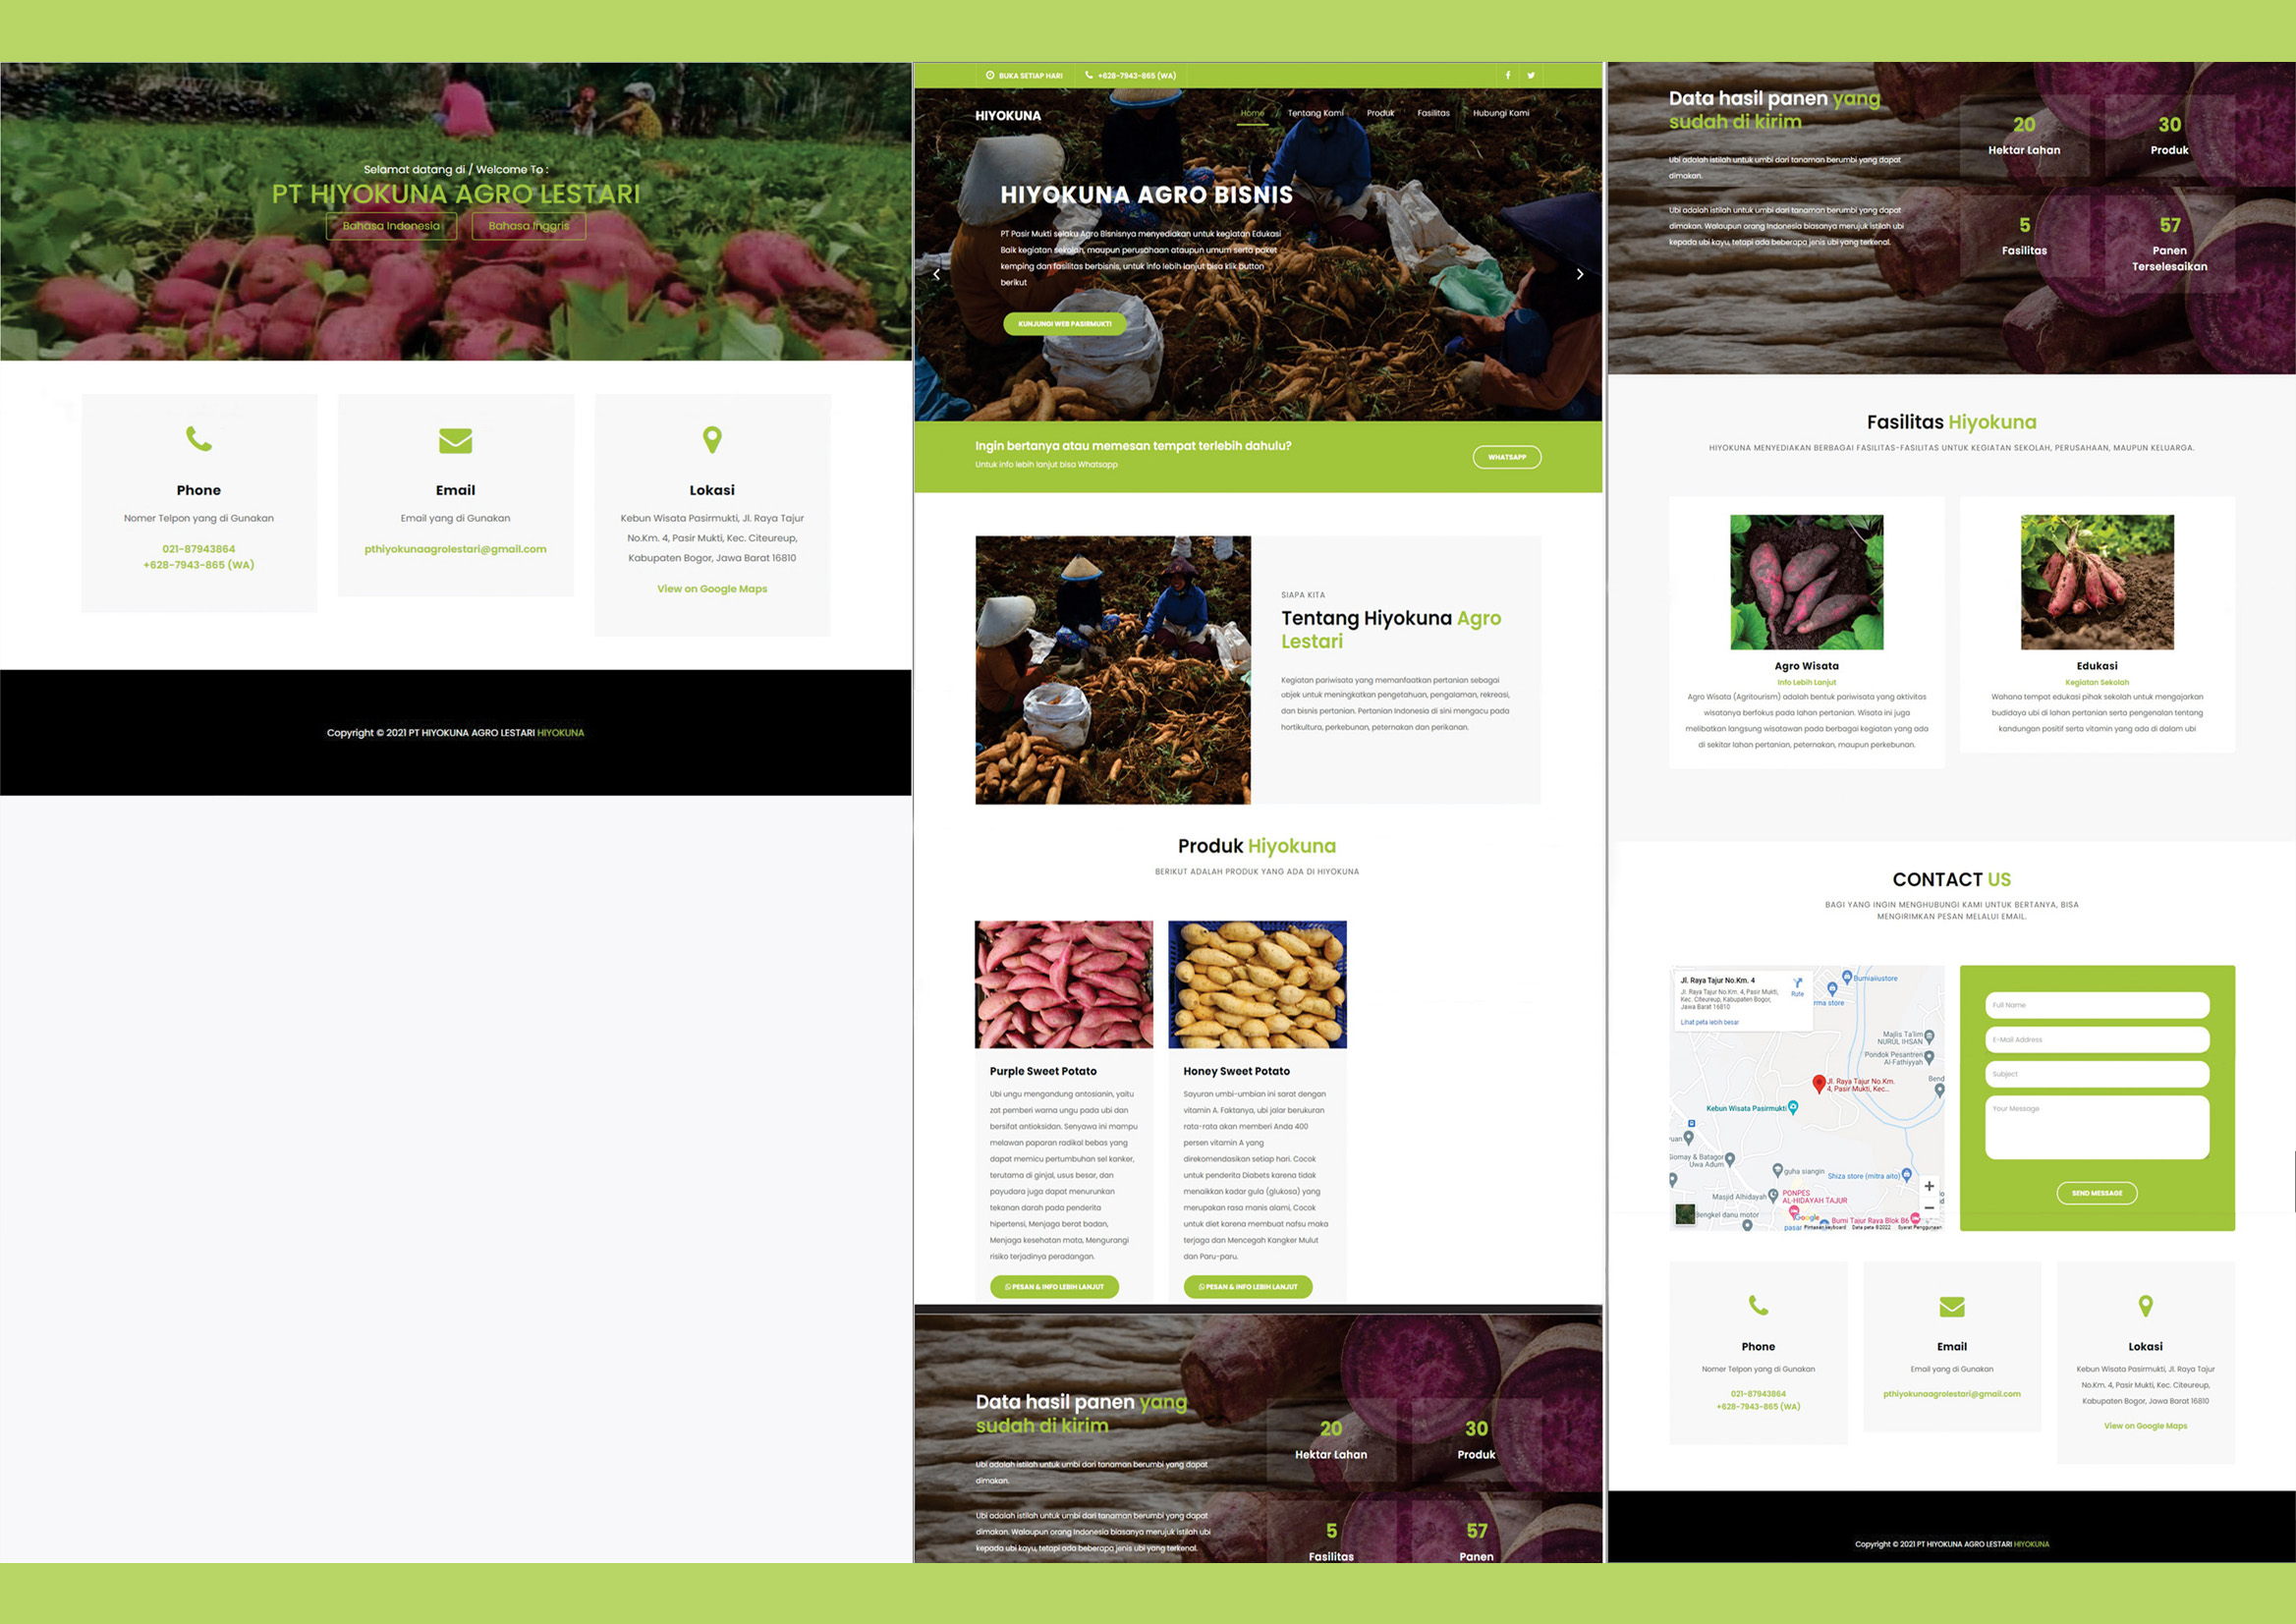 Selamat datang di / Welcome To :
PT HIYOKUNA AGRO LESTARI
Bahasa Indonesia
Bahasa Inggris
Phone
Nomer Telpon yang di Gunakan
021-87943864
+628-7943-865 (WA)
Email
Email yang di Gunakan
pthiyokunaagrolestari@gmail.com
Lokasi
Kebun Wisata Pasirmukti, Jl. Raya Tajur
No.Km. 4, Pasir Mukti, Kec. Citeureup,
Kabupaten Bogor, Jawa Barat 16810
View on Google Maps
Copyright © 2021 PT HIYOKUNA AGRO LESTARI HIYOKUNA
BUKA SETIAP HARI
+628-7943-865 (WA)
HIYOKUNA
Home
Tentang Kami
Produk
Fasilitas
Hubungi Kami
HIYOKUNA AGRO BISNIS
PT Pasir Mukti selaku Agro Bisnisnya menyediakan untuk kegiatan Edukasi
Baik kegiatan sekolah, maupun perusahaan ataupun umum serta paket
kemping dan fasilitas berbisnis, untuk info lebih lanjut bisa klik button
berikut
KUNJUNGI WEB PASIRMUKTI
Ingin bertanya atau memesan tempat terlebih dahulu?
Untuk info lebih lanjut bisa Whatsapp
WHATSAPP
SIAPA KITA
Tentang Hiyokuna Agro
Lestari
Kegiatan pariwisata yang memanfaatkan pertanian sebagai
objek untuk meningkatkan pengetahuan, pengalaman, rekreasi,
dan bisnis pertanian. Pertanian Indonesia di sini mengacu pada
hortikultura, perkebunan, peternakan dan perikanan.
Produk Hiyokuna
BERIKUT ADALAH PRODUK YANG ADA DI HIYOKUNA
Purple Sweet Potato
Ubi ungu mengandung antosianin, yaitu
zat pemberi warna ungu pada ubi dan
bersifat antioksidan. Senyawa ini mampu
melawan paparan radikal bebas yang
dapat memicu pertumbuhan sel kanker,
terutama di ginjal, usus besar, dan
payudara juga dapat menurunkan
tekanan darah pada penderita
hipertensi, Menjaga berat badan,
Menjaga kesehatan mata, Mengurangi
risiko terjadinya peradangan.
PESAN & INFO LEBIH LANJUT
Honey Sweet Potato
Sayuran umbi-umbian ini sarat dengan
vitamin A. Faktanya, ubi jalar berukuran
rata-rata akan memberi Anda 400
persen vitamin A yang
direkomendasikan setiap hari. Cocok
untuk penderita Diabets karena tidak
menaikkan kadar gula (glukosa) yang
merupakan rasa manis alami, Cocok
untuk diet karena membuat nafsu maka
terjaga dan Mencegah Kangker Mulut
dan Paru-paru.
PESAN & INFO LEBIH LANJUT
Data hasil panen yang
sudah di kirim
Ubi adalah istilah untuk umbi dari tanaman berumbi yang dapat
dimakan.
Ubi adalah istilah untuk umbi dari tanaman berumbi yang dapat
dimakan. Walaupun orang Indonesia biasanya merujuk istilah ubi
kepada ubi kayu, tetapi ada beberapa jenis ubi yang terkenal.
20
Hektar Lahan
30
Produk
5
Fasilitas
57
Panen
Data hasil panen yang
sudah di kirim
Ubi adalah istilah untuk umbi dari tanaman berumbi yang dapat
dimakan.
Ubi adalah istilah untuk umbi dari tanaman berumbi yang dapat
dimakan. Walaupun orang Indonesia biasanya merujuk istilah ubi
kepada ubi kayu, tetapi ada beberapa jenis ubi yang terkenal.
20
Hektar Lahan
30
Produk
5
Fasilitas
57
Panen
Terselesaikan
Fasilitas Hiyokuna
HIYOKUNA MENYEDIAKAN BERBAGAI FASILITAS-FASILITAS UNTUK KEGIATAN SEKOLAH, PERUSAHAAN, MAUPUN KELUARGA.
Agro Wisata
Info Lebih Lanjut
Agro Wisata (Agritourism) adalah bentuk pariwisata yang aktivitas
wisatanya berfokus pada lahan pertanian. Wisata ini juga
melibatkan langsung wisatawan pada berbagai kegiatan yang ada
di sekitar lahan pertanian, peternakan, maupun perkebunan.
Edukasi
Kegiatan Sekolah
Wahana tempat edukasi pihak sekolah untuk mengajarkan
budidaya ubi di lahan pertanian serta pengenalan tentang
kandungan positif serta vitamin yang ada di dalam ubi
CONTACT US
BAGI YANG INGIN MENGHUBUNGI KAMI UNTUK BERTANYA, BISA
MENGIRIMKAN PESAN MELALUI EMAIL.
Jl. Raya Tajur No.Km. 4
Jl. Raya Tajur No.Km. 4, Pasir Mukti,
Kec. Citeureup, Kabupaten Bogor,
Jawa Barat 16810
Rute
Lihat peta lebih besar
Bumiailustore
rma store
Majlis Ta'lim
NURUL IHSAN
Pondok Pesantren
Al-Fathiyyah
Bend
Jl. Raya Tajur No.Km.
4, Pasir Mukti, Kec...
Kebun Wisata Pasirmukti
yuan
Siomay & Batagor
Uwa Adum
guha siangin
Shiza store (mitra aito)
Masjid Alhidayah
PONPES
AL-HIDAYAH TAJUR
Bengkel danu motor
Google
Bumi Tajur Raya Blok B6
pasar
Pintasan keyboard
Data peta ©2022
Syarat Penggunaan
Full Name
E-Mail Address
Subject
Your Message
SEND MESSAGE
Phone
Nomer Telpon yang di Gunakan
021-87943864
+628-7943-865 (WA)
Email
Email yang di Gunakan
pthiyokunaagrolestari@gmail.com
Lokasi
Kebun Wisata Pasirmukti, Jl. Raya Tajur
No.Km. 4, Pasir Mukti, Kec. Citeureup,
Kabupaten Bogor, Jawa Barat 16810
View on Google Maps
Copyright © 2021 PT HIYOKUNA AGRO LESTARI HIYOKUNA